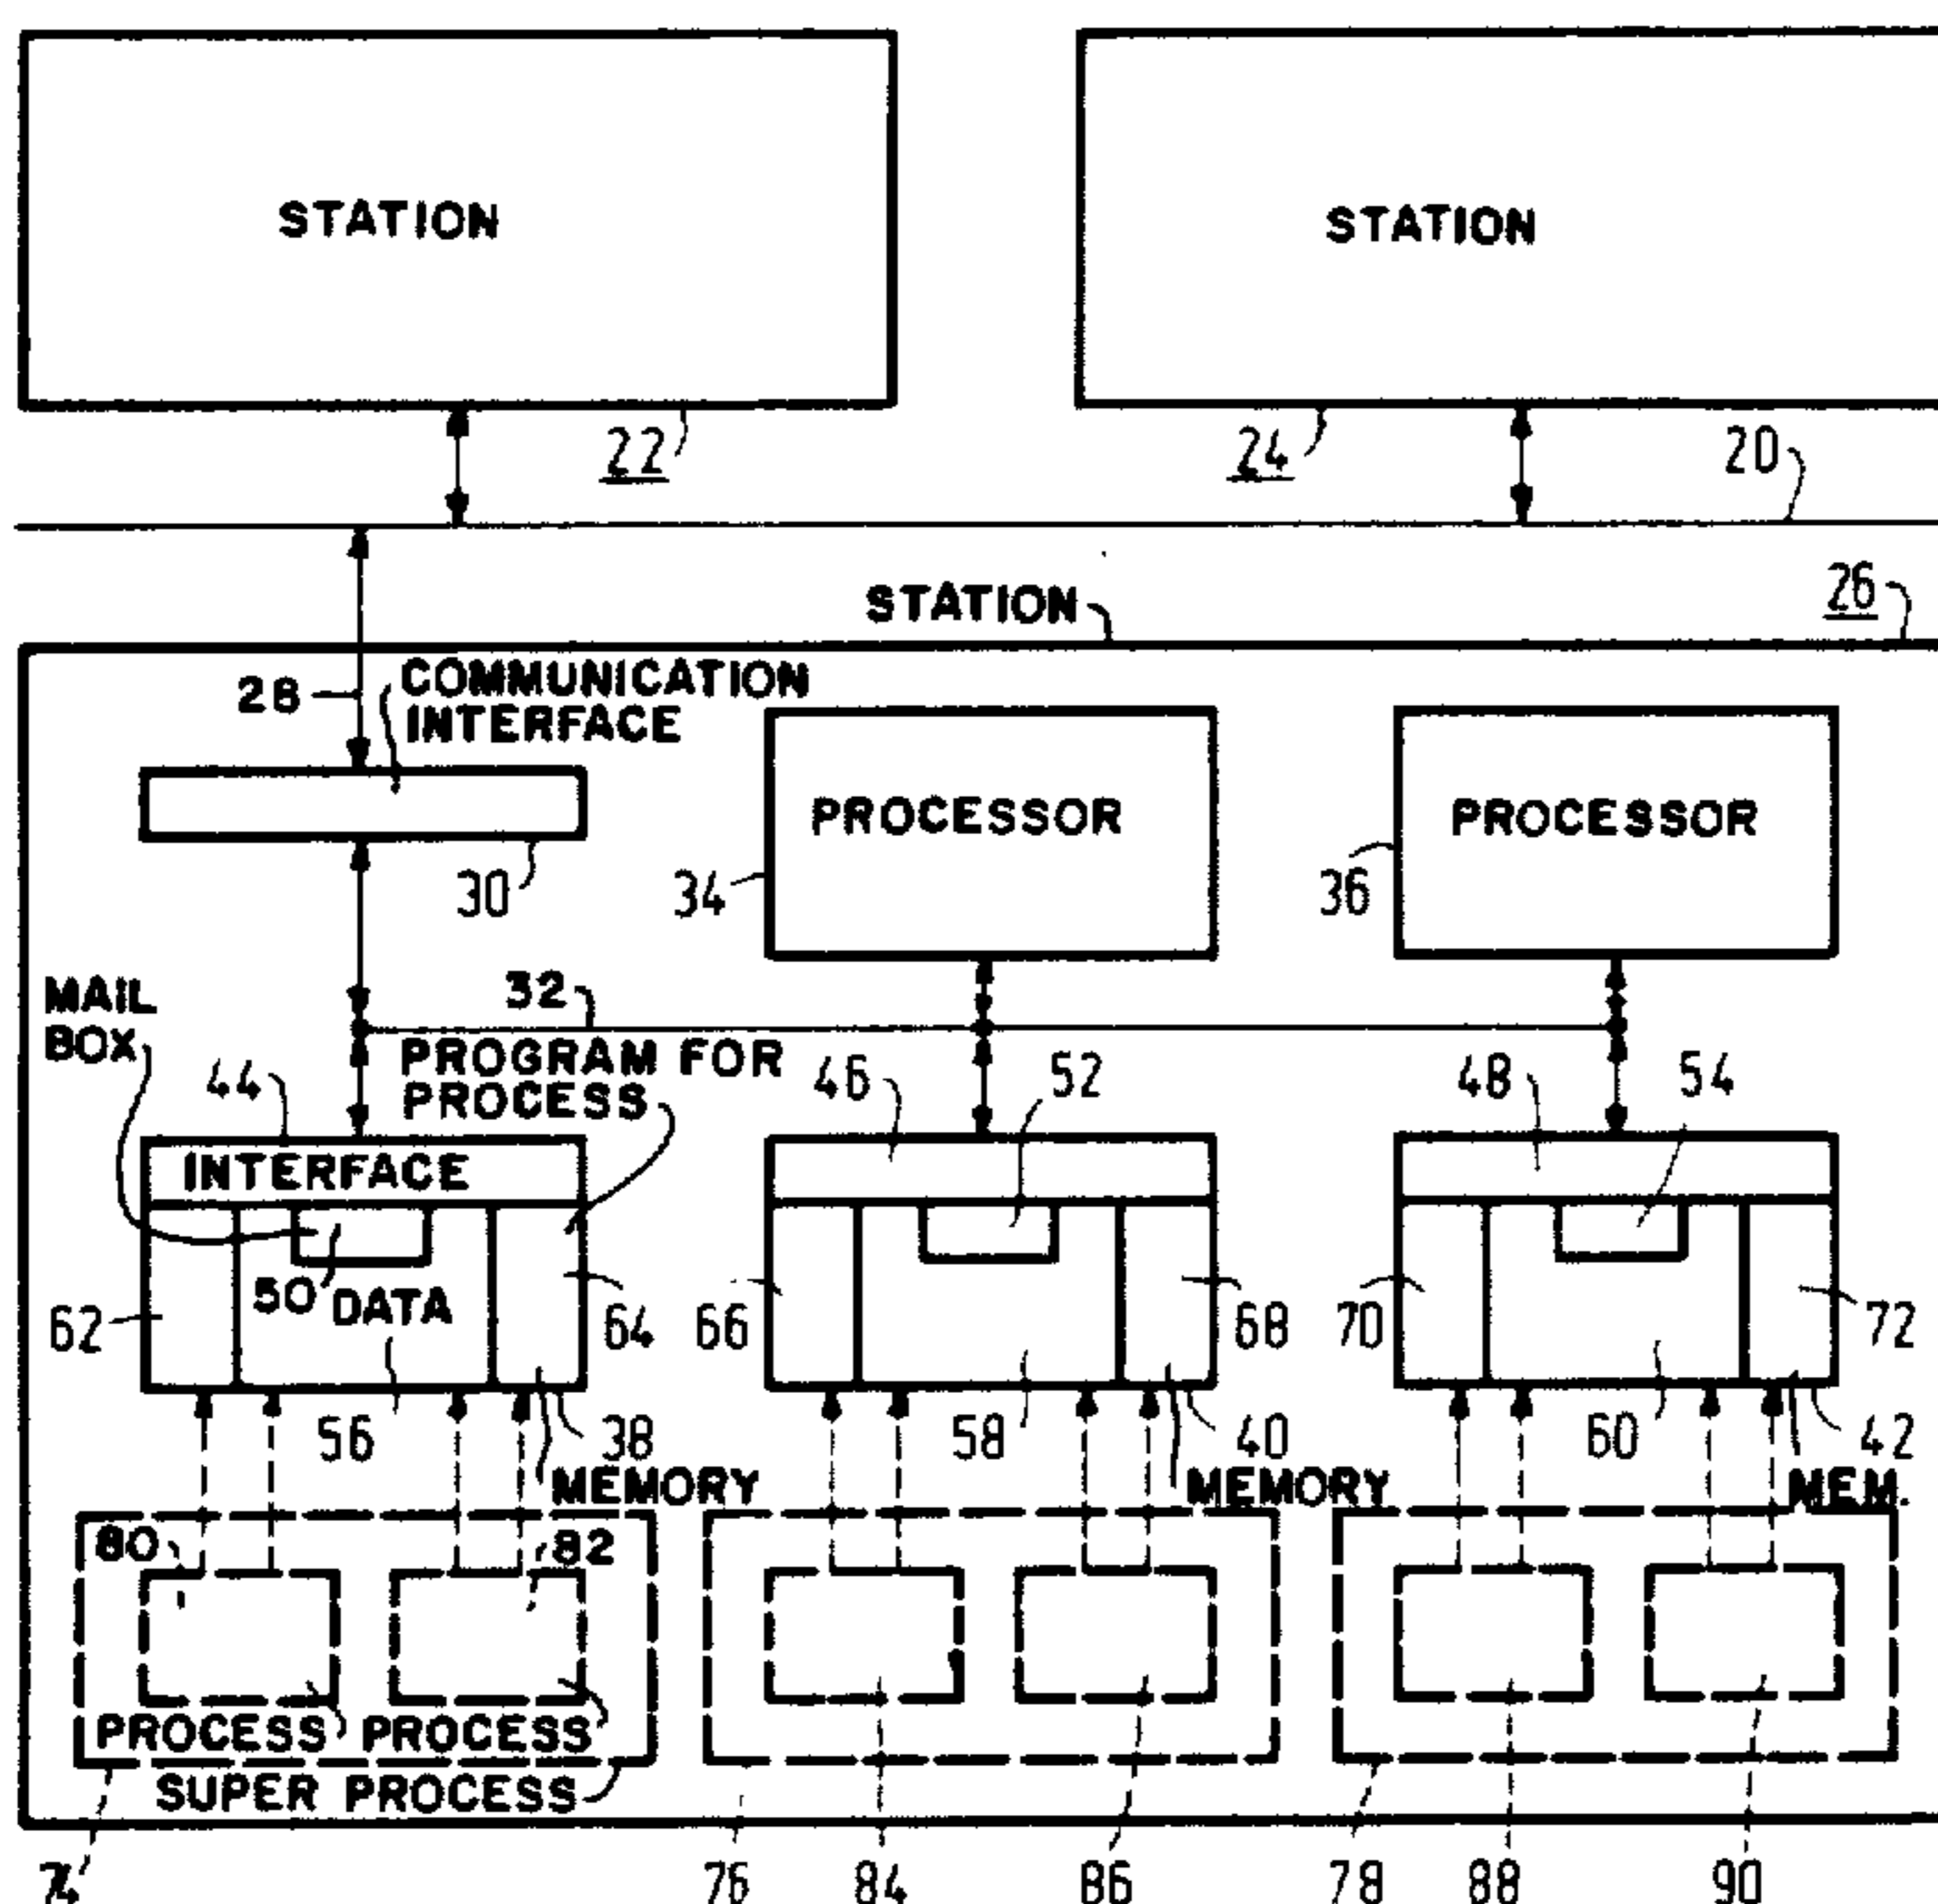 STATION
STATION
22
24
20
STATION
26
28
COMMUNICATION
INTERFACE
PROCESSOR
PROCESSOR
30
34
36
MAIL
BOX
32
PROGRAM FOR
PROCESS
44
46
52
48
54
INTERFACE
50
DATA
62
64
66
68
70
72
56
38
58
40
60
42
MEMORY
MEMORY
MEM.
80
82
PROCESS
PROCESS
SUPER PROCESS
74
76
84
86
78
88
90